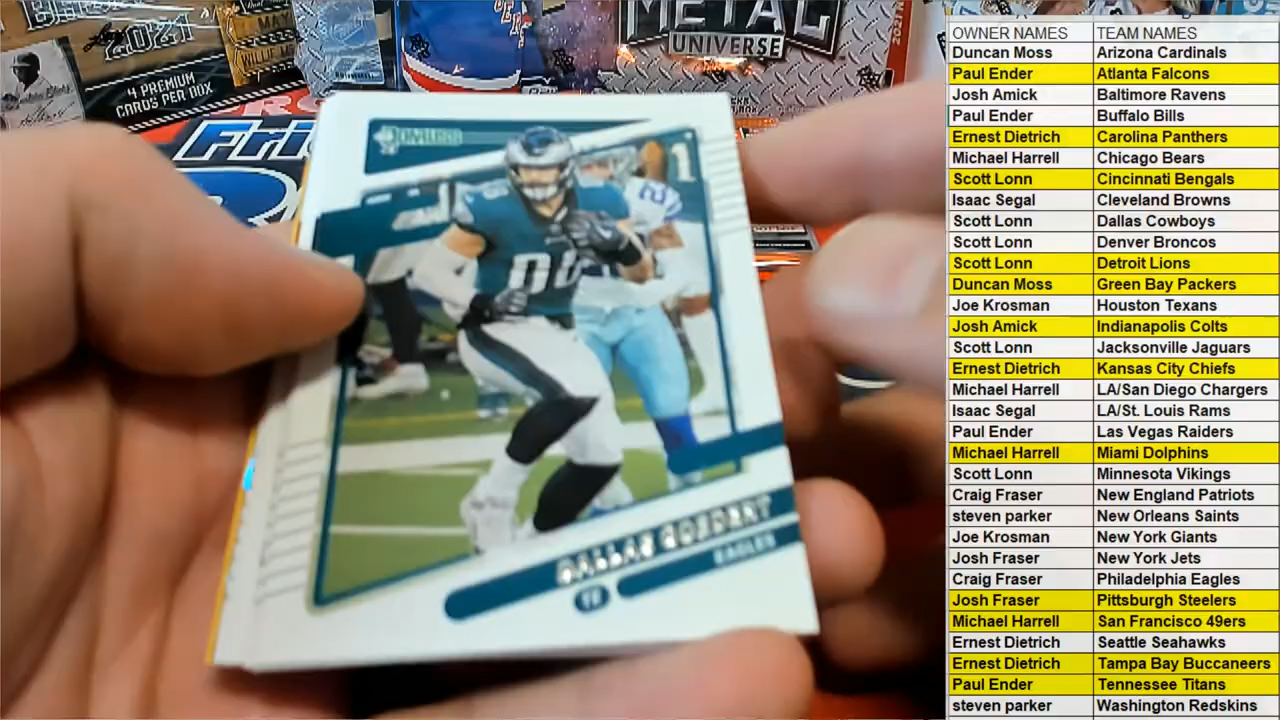 Leaf
2021
4 PREMIUM
CARDS PER BOX
METAL
UNIVERSE
2021
Fri
DONRUSS
DALLAS GOEDERT
EAGLES
OWNER NAMES TEAM NAMES
Duncan Moss Arizona Cardinals
Paul Ender Atlanta Falcons
Josh Amick Baltimore Ravens
Paul Ender Buffalo Bills
Ernest Dietrich Carolina Panthers
Michael Harrell Chicago Bears
Scott Lonn Cincinnati Bengals
Isaac Segal Cleveland Browns
Scott Lonn Dallas Cowboys
Scott Lonn Denver Broncos
Scott Lonn Detroit Lions
Duncan Moss Green Bay Packers
Joe Krosman Houston Texans
Josh Amick Indianapolis Colts
Scott Lonn Jacksonville Jaguars
Ernest Dietrich Kansas City Chiefs
Michael Harrell LA/San Diego Chargers
Isaac Segal LA/St. Louis Rams
Paul Ender Las Vegas Raiders
Michael Harrell Miami Dolphins
Scott Lonn Minnesota Vikings
Craig Fraser New England Patriots
steven parker New Orleans Saints
Joe Krosman New York Giants
Josh Fraser New York Jets
Craig Fraser Philadelphia Eagles
Josh Fraser Pittsburgh Steelers
Michael Harrell San Francisco 49ers
Ernest Dietrich Seattle Seahawks
Ernest Dietrich Tampa Bay Buccaneers
Paul Ender Tennessee Titans
steven parker Washington Redskins